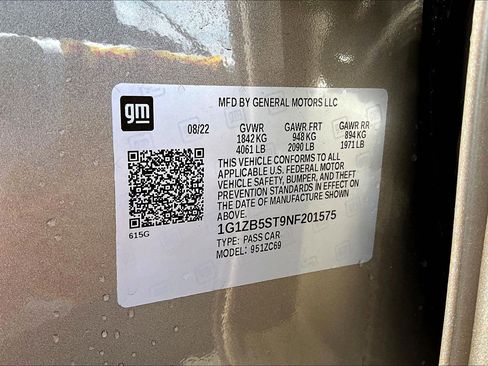 gm
MFD BY GENERAL MOTORS LLC
08/22 GVWR GAWR FRT GAWR RR
1842 KG 948 KG 894 KG
4061 LB 2090 LB 1971 LB
THIS VEHICLE CONFORMS TO ALL
APPLICABLE U.S. FEDERAL MOTOR
VEHICLE SAFETY, BUMPER, AND THEFT
PREVENTION STANDARDS IN EFFECT ON
THE DATE OF MANUFACTURE SHOWN
ABOVE.
1G1ZB5ST9NF201575
615G
TYPE: PASS CAR
MODEL: 951ZC69